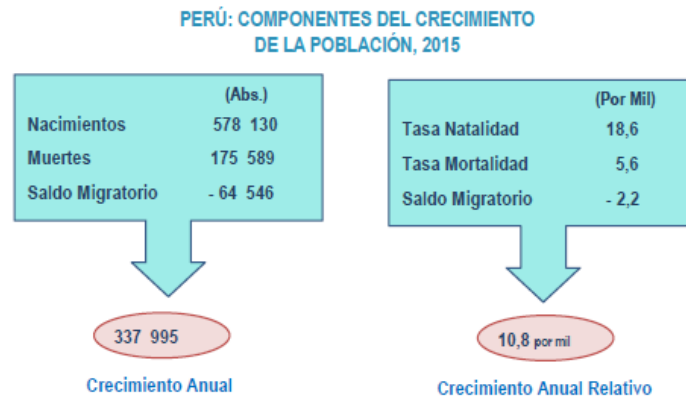 PERÚ: COMPONENTES DEL CRECIMIENTO
DE LA POBLACIÓN, 2015
(Abs.)
Nacimientos 578 130
Muertes 175 589
Saldo Migratorio - 64 546
337 995
Crecimiento Anual
(Por Mil)
Tasa Natalidad 18,6
Tasa Mortalidad 5,6
Saldo Migratorio - 2,2
10,8 por mil
Crecimiento Anual Relativo